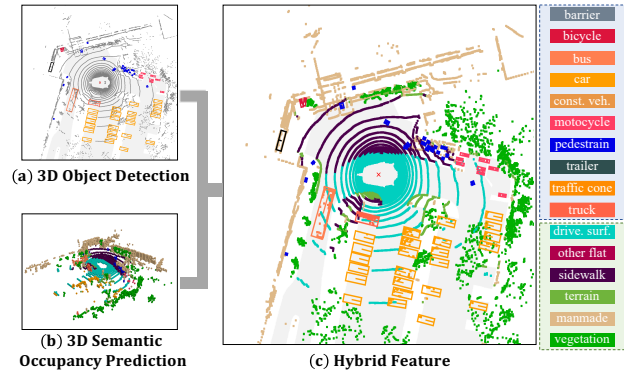 (a) 3D Object Detection
(b) 3D Semantic
Occupancy Prediction
(c) Hybrid Feature
barrier
bicycle
bus
car
const. veh.
motocycle
pedestrain
trailer
traffic cone
truck
drive. surf.
other flat
sidewalk
terrain
manmade
vegetation